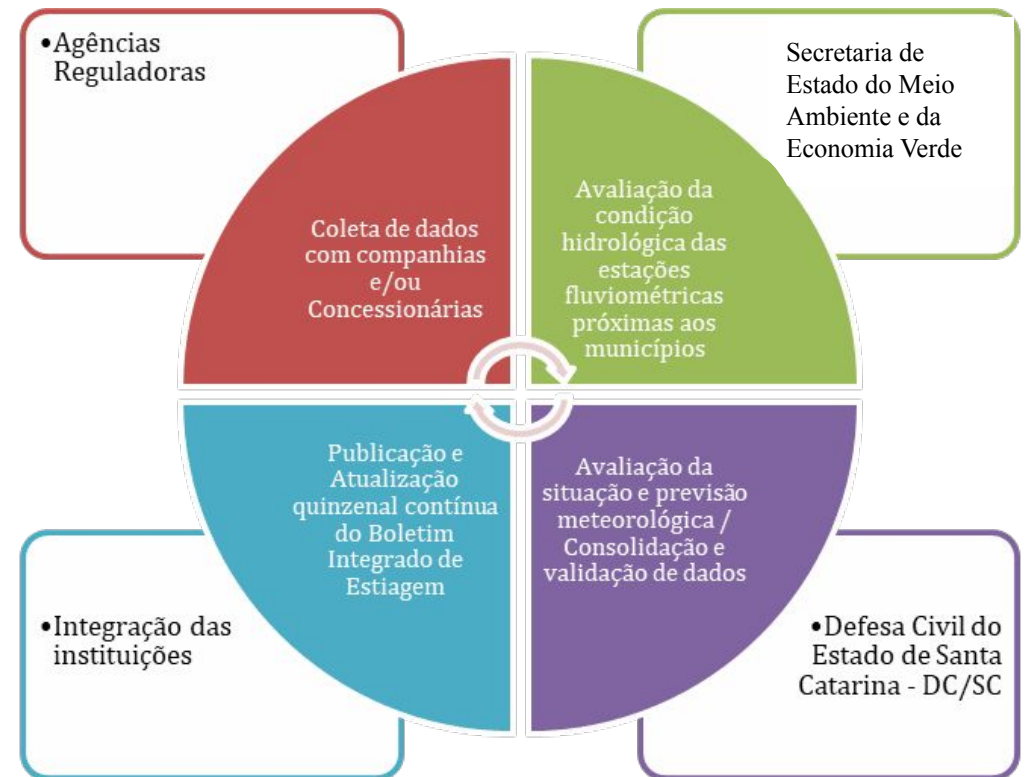 •Agências
Reguladoras
Secretaria de
Estado do Meio
Ambiente e da
Economia Verde
Coleta de dados
com companhias
e/ou
Concessionárias
Avaliação da
condição
hidrológica das
estações
fluviométricas
próximas aos
municípios
Publicação e
Atualização
quinzenal contínua
do Boletim
Integrado de
Estiagem
Avaliação da
situação e previsão
meteorológica /
Consolidação e
validação de dados
•Integração das
instituições
•Defesa Civil do
Estado de Santa
Catarina - DC/SC